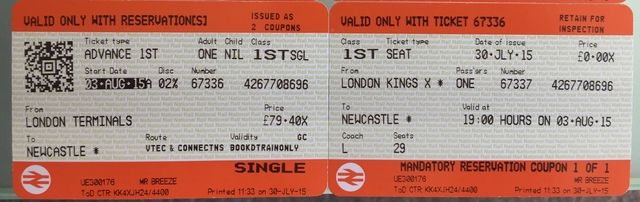 VALID ONLY WITH RESERVATION[S] ISSUED AS
2 COUPONS
Ticket type Adult Child Class
ADVANCE 1ST ONE NIL 1ST SGL
Start Date Disc Number
03·AUG·15A 02% 67336 4267708696
From Price
LONDON TERMINALS £79.40X
To Route Validity GC
NEWCASTLE * VTEC & CONNECTNS BOOKDTRAINONLY
SINGLE
UE300176 MR BREEZE
ToD CTR:KK4XJH24/4400 Printed 11:33 on 30-JLY-15
VALID ONLY WITH TICKET 67336 RETAIN FOR
INSPECTION
Class Ticket type Date of issue Price
1ST SEAT 30·JLY·15 £0·00X
From Pass'grs Number
LONDON KINGS X * ONE 67337 4267708696
To Valid at
NEWCASTLE * 19:00 HOURS ON 03·AUG·15
Coach Seats
L 29
MANDATORY RESERVATION COUPON 1 OF 1
UE300176 MR BREEZE
ToD CTR:KK4XJH24/4400 Printed 11:33 on 30-JLY-15